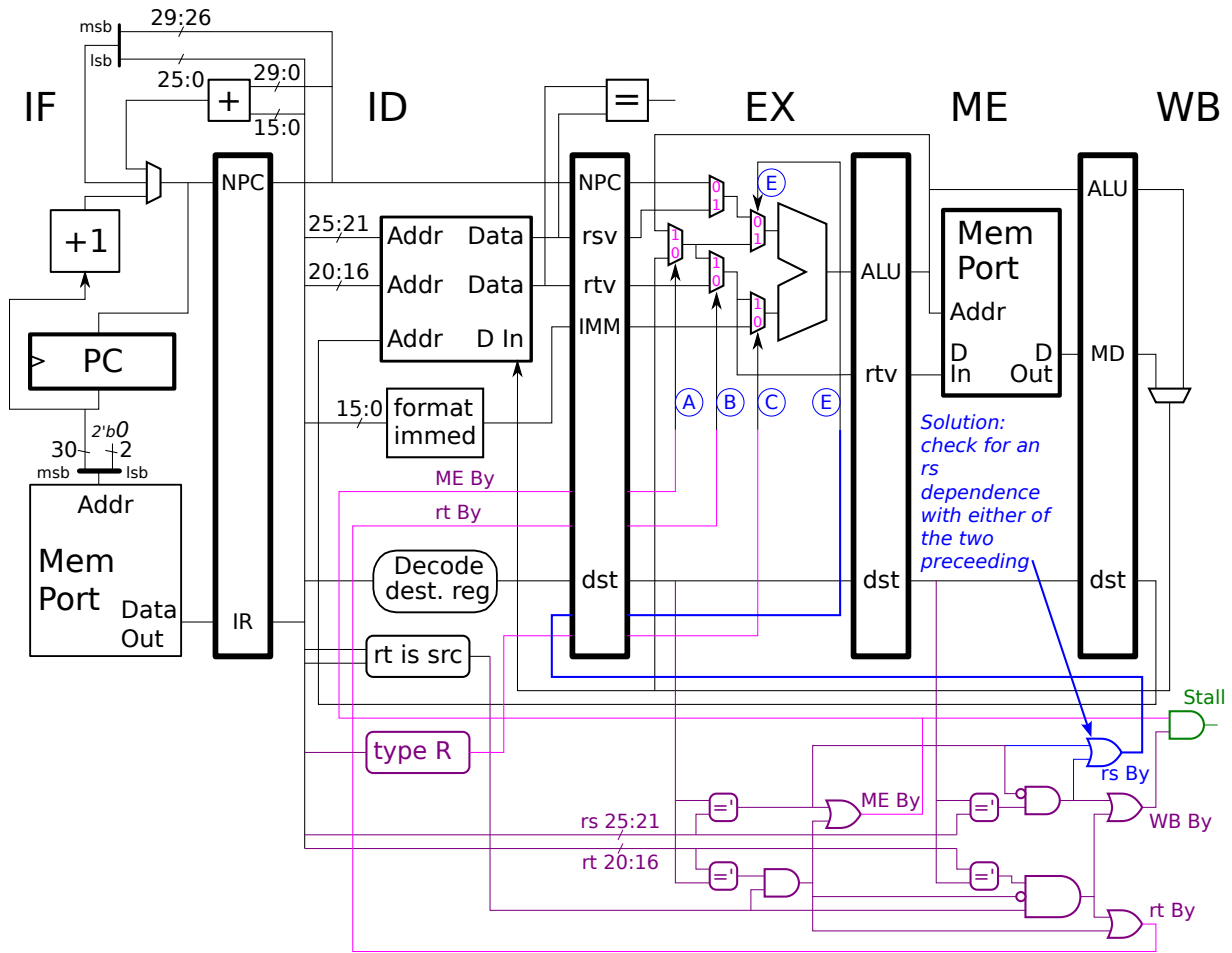 29:26
msb
lsb
25:0
29:0
15:0
+
=
IF
ID
EX
ME
WB
NPC
NPC
ALU
+1
25:21
Addr
Data
rsv
20:16
Addr
Data
rtv
Addr
D In
IMM
0
1
1
0
1
0
0
1
1
0
E
ALU
Mem
Port
Addr
D
In
D
Out
rtv
MD
PC
2'b0
30
2
msb
lsb
15:0
format
immed
A
B
C
E
Solution:
check for an
rs
dependence
with either of
the two
preceeding
Addr
Mem
Port
Data
Out
IR
ME By
rt By
Decode
dest. reg
dst
dst
dst
rt is src
type R
Stall
rs By
='
ME By
='
WB By
rs 25:21
rt 20:16
='
='
rt By